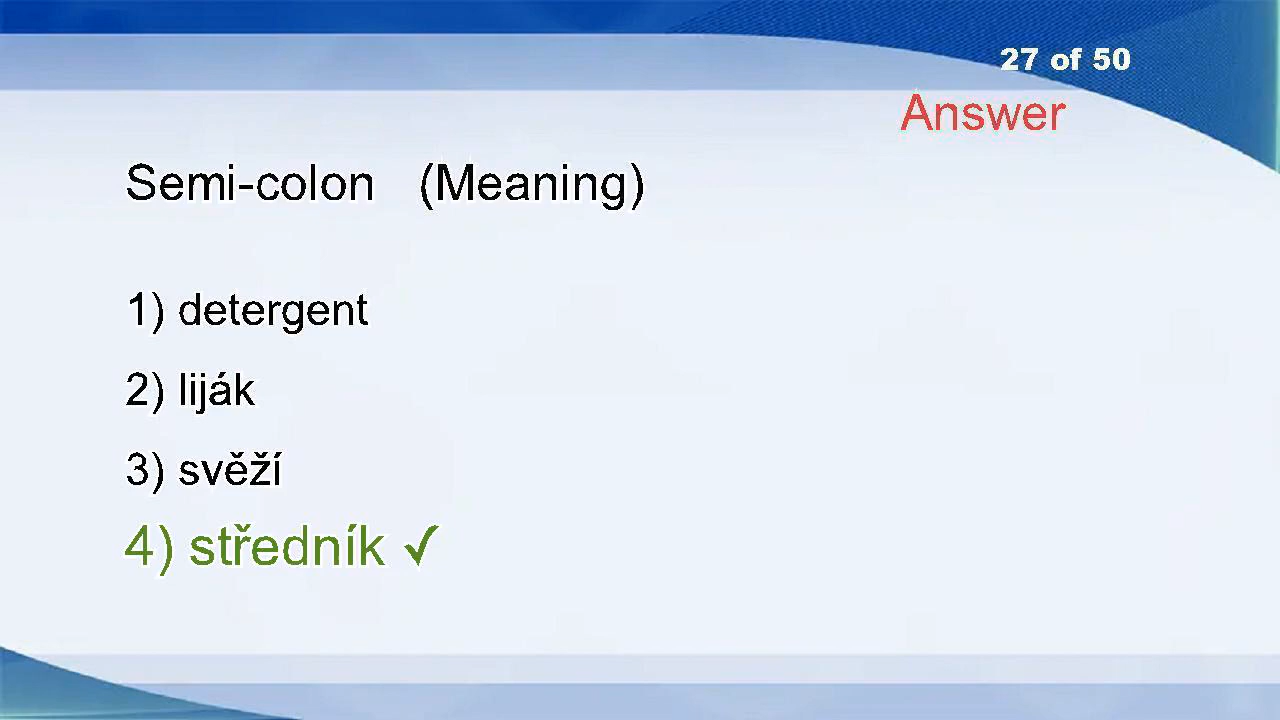 27 of 50
Answer
Semi-colon (Meaning)
1) detergent
2) liják
3) svěží
4) středník ✓